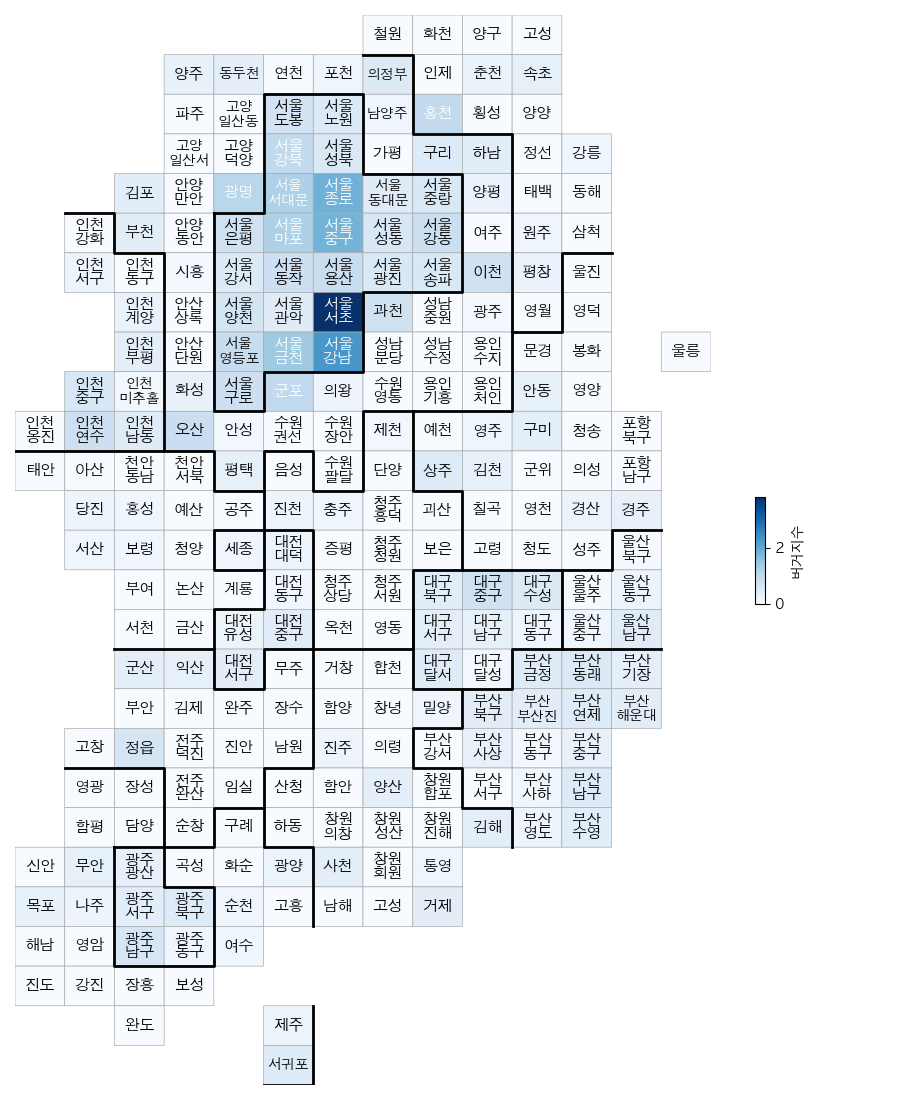 철원 화천 양구 고성
양주 동두천 연천 포천 의정부 인제 춘천 속초
파주 고양 일산동 서울 도봉 서울 노원 남양주 홍천 횡성 양양
고양 일산서 고양 덕양 서울 강북 서울 성북 가평 구리 하남 정선 강릉
김포 안양 만안 광명 서울 서대문 서울 종로 서울 동대문 서울 중랑 양평 태백 동해
인천 강화 부천 안양 동안 서울 은평 서울 마포 서울 중구 서울 성동 서울 강동 여주 원주 삼척
인천 서구 인천 동구 시흥 서울 강서 서울 동작 서울 용산 서울 광진 서울 송파 이천 평창 울진
인천 계양 안산 상록 서울 양천 서울 관악 서울 서초 과천 성남 중원 광주 영월 영덕
인천 부평 안산 단원 서울 영등포 서울 금천 서울 강남 성남 분당 성남 수정 용인 수지 문경 봉화 울릉
인천 중구 인천 미추홀 화성 서울 구로 군포 의왕 수원 영통 용인 기흥 용인 처인 안동 영양
인천 옹진 인천 연수 인천 남동 오산 안성 수원 권선 수원 장안 제천 예천 영주 구미 청송 포항 북구
태안 아산 천안 동남 천안 서북 평택 음성 수원 팔달 단양 상주 김천 군위 의성 포항 남구
당진 홍성 예산 공주 진천 충주 청주 흥덕 괴산 칠곡 영천 경산 경주
서산 보령 청양 세종 대전 대덕 증평 청주 청원 보은 고령 청도 성주 울산 북구
부여 논산 계룡 대전 동구 청주 상당 청주 서원 대구 북구 대구 중구 대구 수성 울산 울주 울산 동구
서천 금산 대전 유성 대전 중구 옥천 영동 대구 서구 대구 남구 대구 동구 울산 중구 울산 남구
군산 익산 대전 서구 무주 거창 합천 대구 달서 대구 달성 부산 금정 부산 동래 부산 기장
부안 김제 완주 장수 함양 창녕 밀양 부산 북구 부산 부산진 부산 연제 부산 해운대
고창 정읍 전주 덕진 진안 남원 진주 의령 부산 강서 부산 사상 부산 동구 부산 중구
영광 장성 전주 완산 임실 산청 함안 양산 창원 합포 부산 서구 부산 사하 부산 남구
함평 담양 순창 구례 하동 창원 의창 창원 성산 창원 진해 김해 부산 영도 부산 수영
신안 무안 광주 광산 곡성 화순 광양 사천 창원 회원 통영
목포 나주 광주 서구 광주 북구 순천 고흥 남해 고성 거제
해남 영암 광주 남구 광주 동구 여수
진도 강진 장흥 보성
완도 제주
서귀포
2
0
버거지수